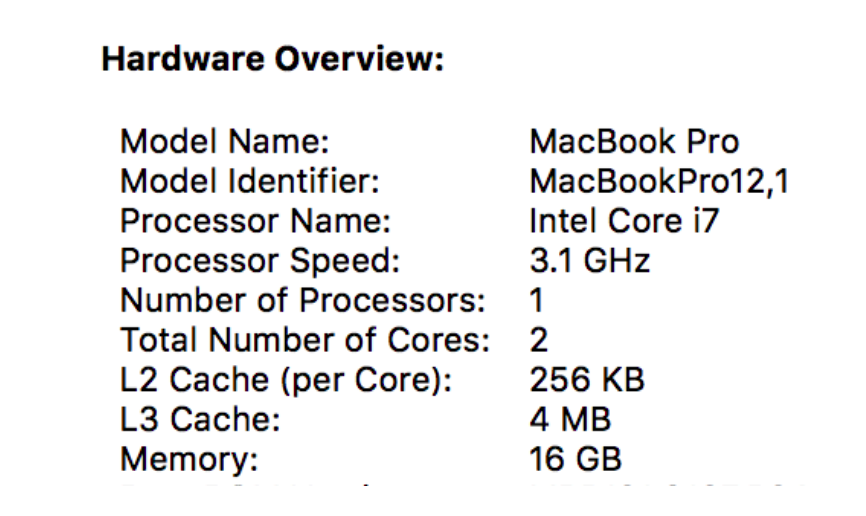 Hardware Overview:
Model Name: MacBook Pro
Model Identifier: MacBookPro12,1
Processor Name: Intel Core i7
Processor Speed: 3.1 GHz
Number of Processors: 1
Total Number of Cores: 2
L2 Cache (per Core): 256 KB
L3 Cache: 4 MB
Memory: 16 GB